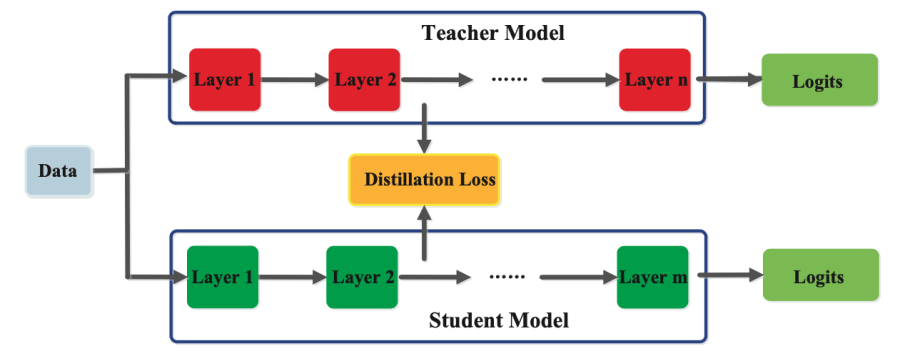 Teacher Model
Layer 1
Layer 2
......
Layer n
Logits
Data
Distillation Loss
Layer 1
Layer 2
......
Layer m
Logits
Student Model